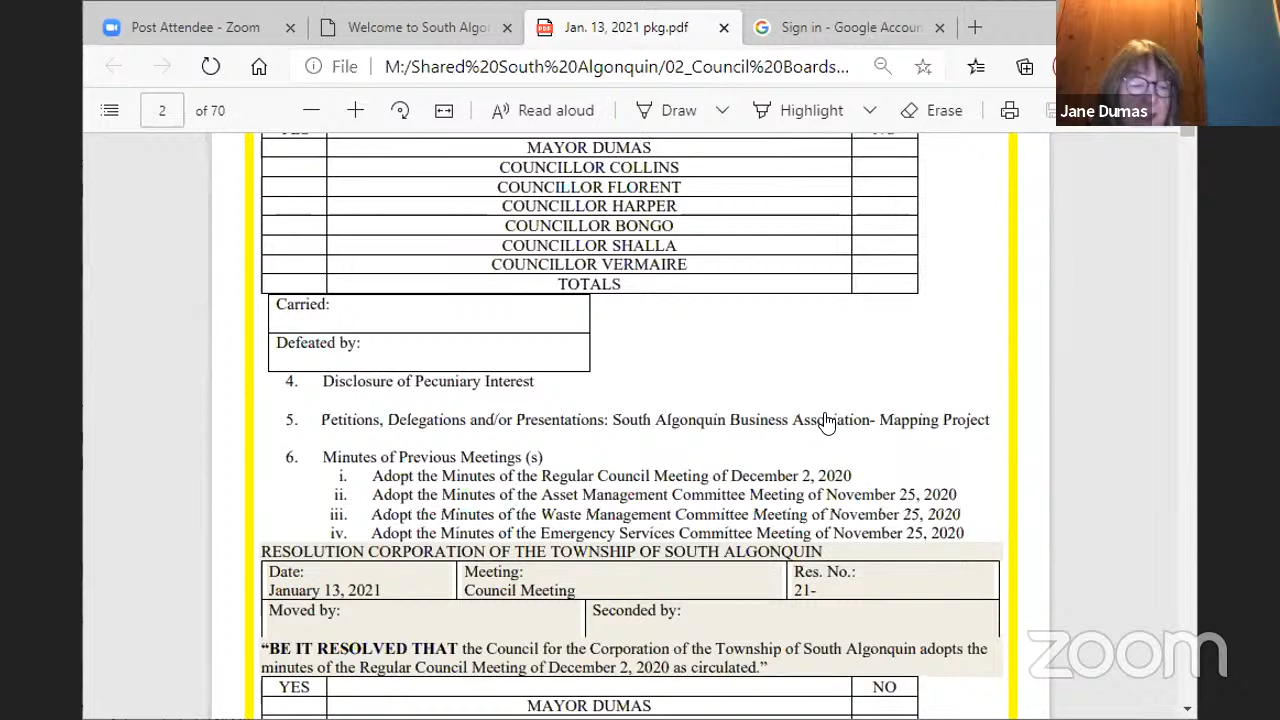 Post Attendee - Zoom
Welcome to South Algo
Jan. 13, 2021 pkg.pdf
Sign in - Google Accoun
File
M:/Shared%20South%20Algonquin/02_Council%20Boards...
2 of 70
Read aloud
Draw
Highlight
Erase
Jane Dumas
MAYOR DUMAS
COUNCILLOR COLLINS
COUNCILLOR FLORENT
COUNCILLOR HARPER
COUNCILLOR BONGO
COUNCILLOR SHALLA
COUNCILLOR VERMAIRE
TOTALS
Carried:
Defeated by:
4. Disclosure of Pecuniary Interest
5. Petitions, Delegations and/or Presentations: South Algonquin Business Association- Mapping Project
6. Minutes of Previous Meetings (s)
i. Adopt the Minutes of the Regular Council Meeting of December 2, 2020
ii. Adopt the Minutes of the Asset Management Committee Meeting of November 25, 2020
iii. Adopt the Minutes of the Waste Management Committee Meeting of November 25, 2020
iv. Adopt the Minutes of the Emergency Services Committee Meeting of November 25, 2020
RESOLUTION CORPORATION OF THE TOWNSHIP OF SOUTH ALGONQUIN
Date: Meeting: Res. No.:
January 13, 2021 Council Meeting 21-
Moved by: Seconded by:
“BE IT RESOLVED THAT the Council for the Corporation of the Township of South Algonquin adopts the
minutes of the Regular Council Meeting of December 2, 2020 as circulated.”
YES NO
MAYOR DUMAS
zoom